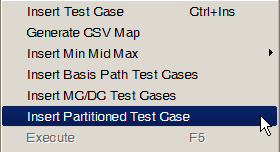 Insert Test Case Ctrl+Ins
Generate CSV Map
Insert Min Mid Max
Insert Basis Path Test Cases
Insert MC/DC Test Cases
Insert Partitioned Test Case
Execute F5